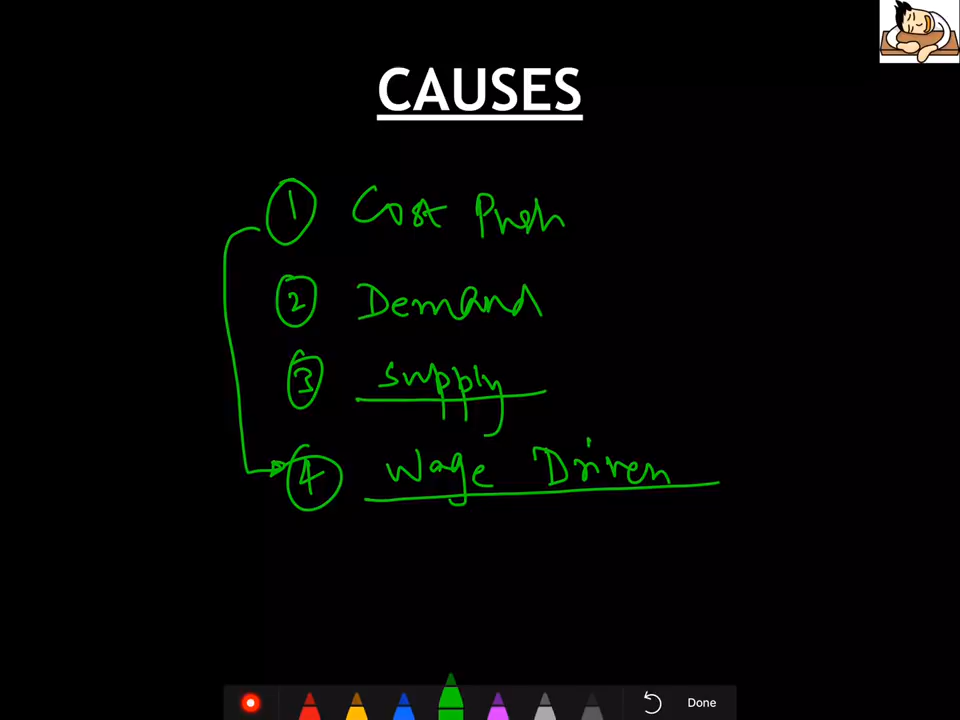 CAUSES
1 Cost Push
2 Demand
3 supply
4 Wage Driven
Done